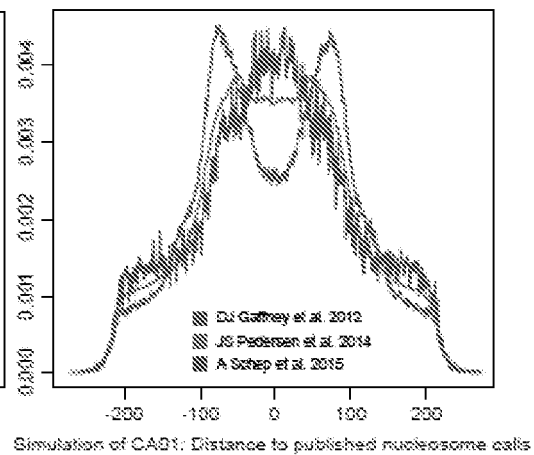 0.004
0.003
0.002
0.001
0.000
DJ Gaffney et al. 2012
JS Pedersen et al. 2014
A Schep et al. 2015
-200 -100 0 100 200
Simulation of CA01: Distance to published nucleosome calls